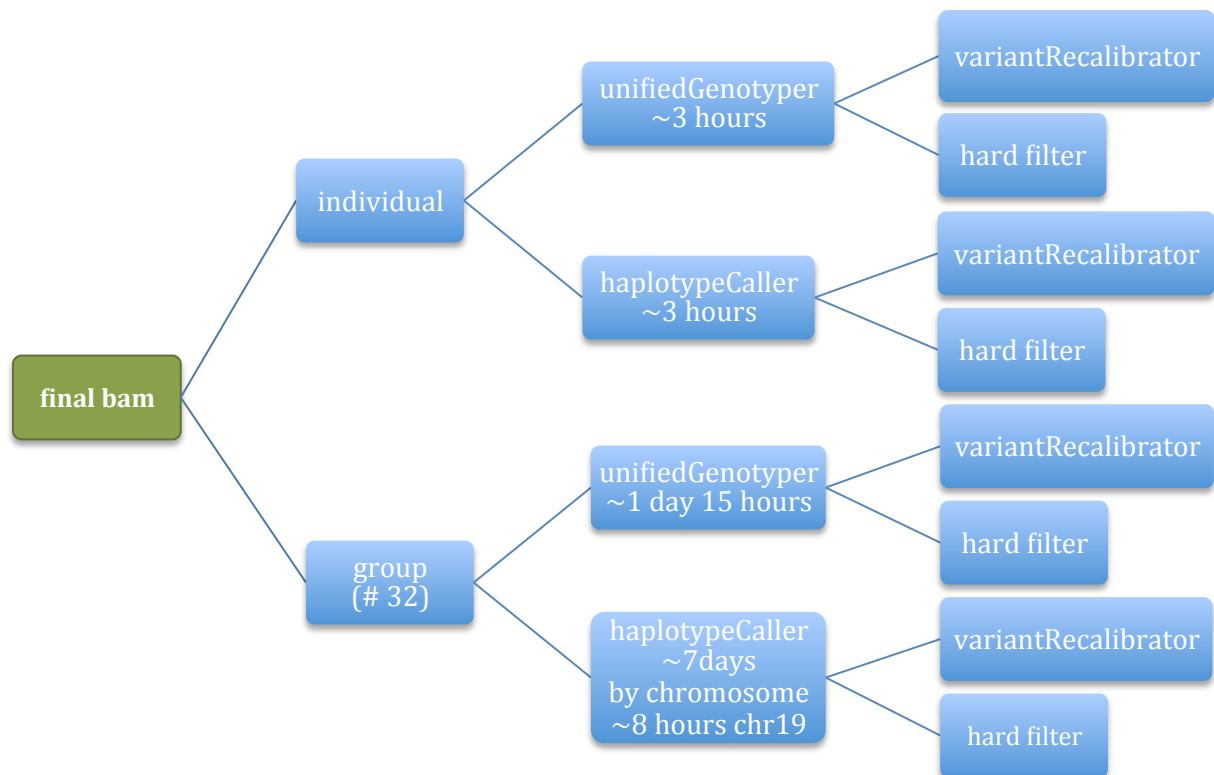 final bam
individual
unifiedGenotyper
~3 hours
variantRecalibrator
hard filter
haplotypeCaller
~3 hours
variantRecalibrator
hard filter
group
(# 32)
unifiedGenotyper
~1 day 15 hours
variantRecalibrator
hard filter
haplotypeCaller
~7days
by chromosome
~8 hours chr19
variantRecalibrator
hard filter